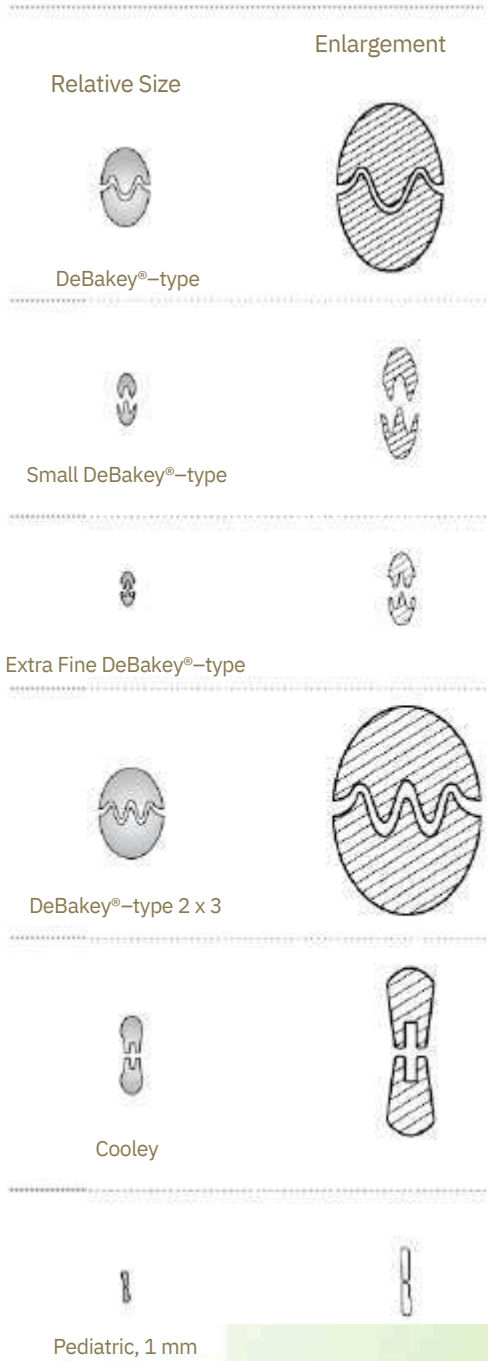 Enlargement
Relative Size
DeBakey®–type
Small DeBakey®–type
Extra Fine DeBakey®–type
DeBakey®–type 2 x 3
Cooley
Pediatric, 1 mm